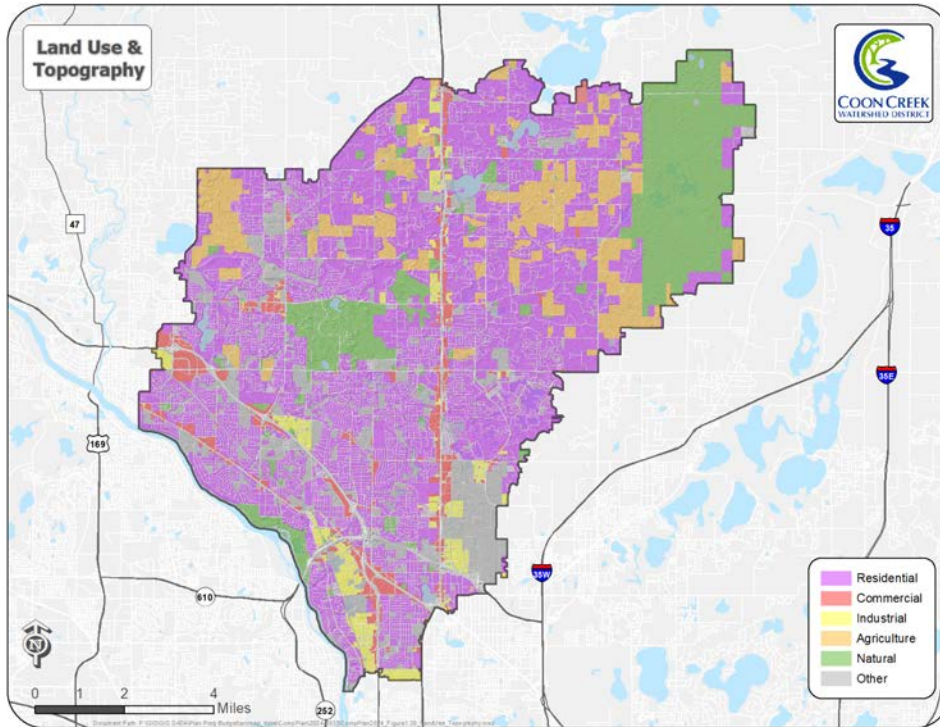 Land Use &
Topography
COON CREEK
WATERSHED DISTRICT
47
35
35E
169
35W
610
252
Residential
Commercial
Industrial
Agriculture
Natural
Other
N
0 1 2 4
Miles